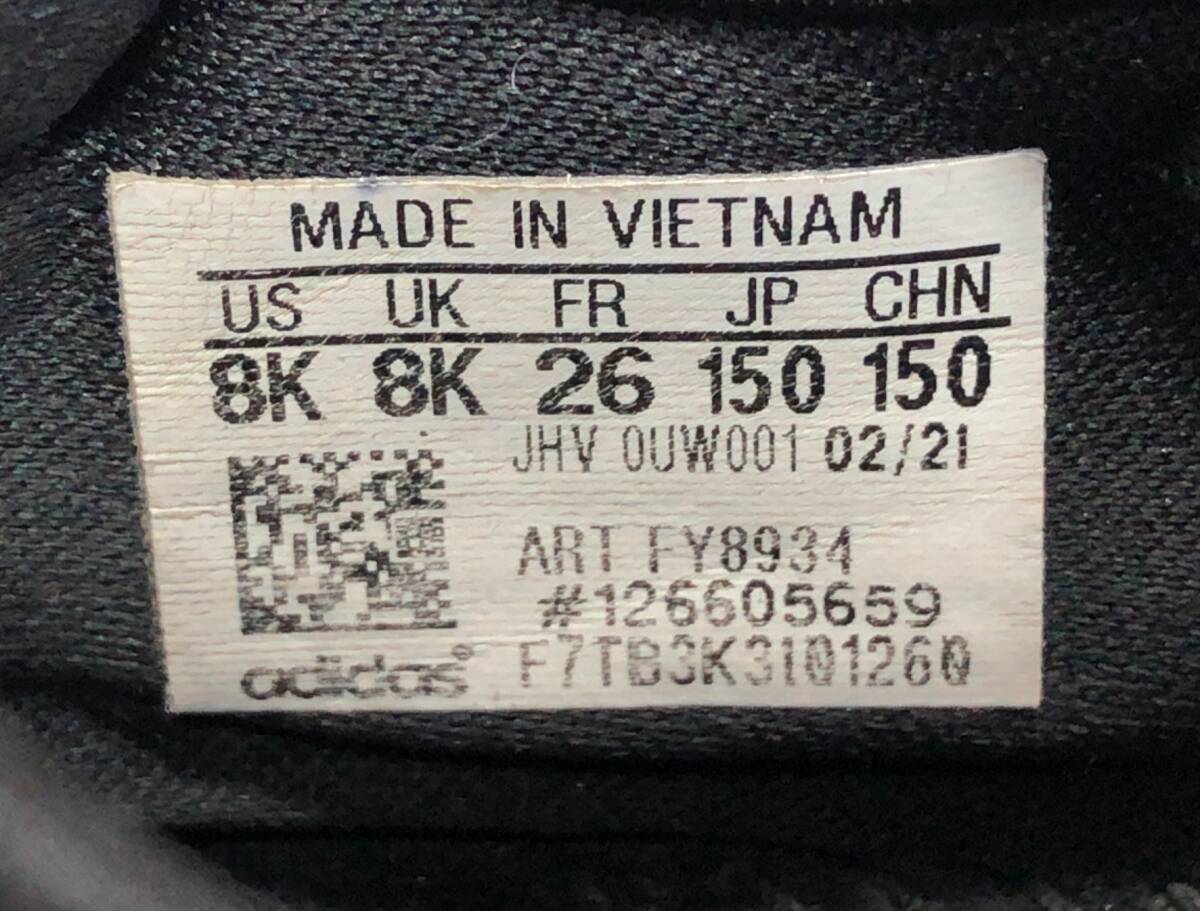 MADE IN VIETNAM
US UK FR JP CHN
8K 8K 26 150 150
JHV 0UW001 02/21
ART FY8934
#126605659
F7TB3K3101260
adidas